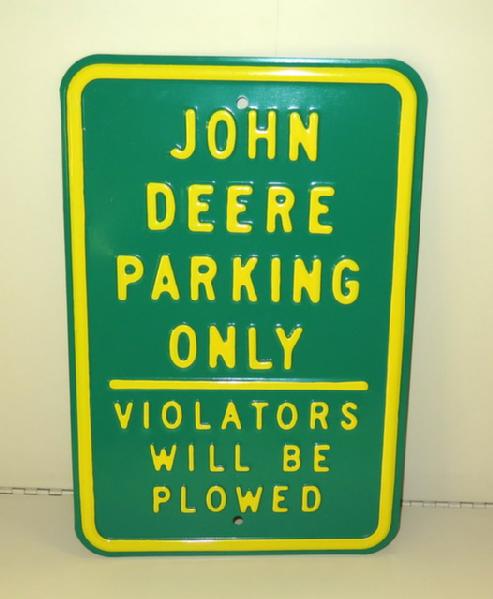 JOHN
DEERE
PARKING
ONLY
VIOLATORS
WILL BE
PLOWED